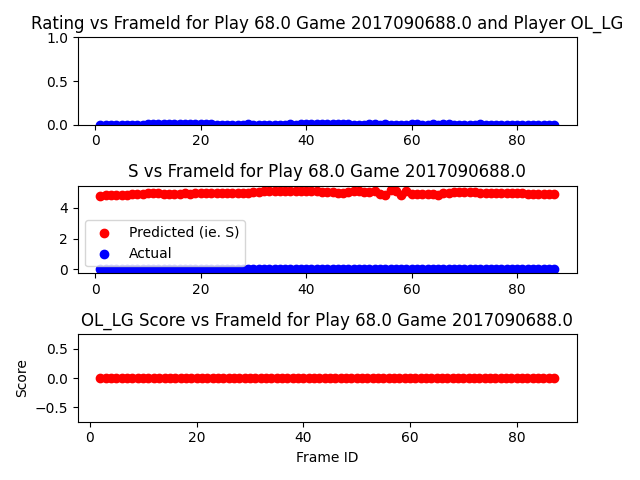 Rating vs FrameId for Play 68.0 Game 2017090688.0 and Player OL_LG
1.0
0.5
0.0
0 20 40 60 80
S vs FrameId for Play 68.0 Game 2017090688.0
4
2
0
Predicted (ie. S)
Actual
0 20 40 60 80
OL_LG Score vs FrameId for Play 68.0 Game 2017090688.0
Score
0.5
0.0
−0.5
0 20 40 60 80
Frame ID